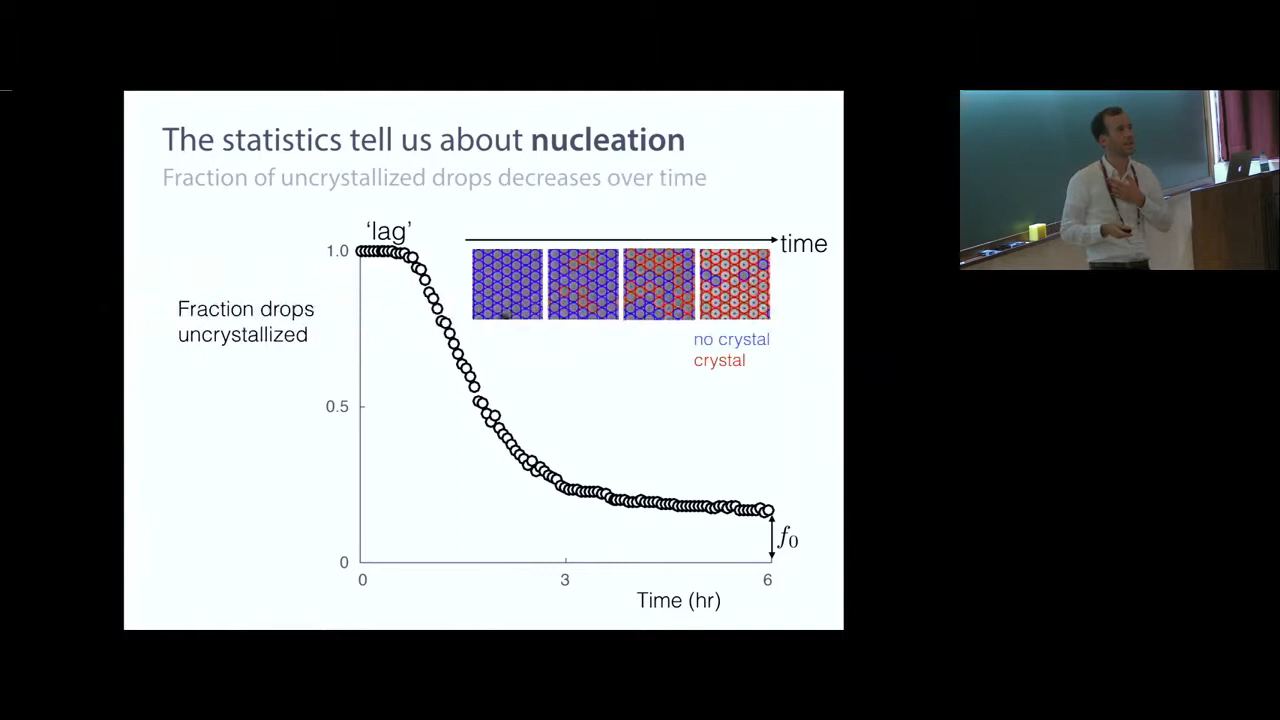 The statistics tell us about nucleation
Fraction of uncrystallized drops decreases over time
'lag'
time
1.0
Fraction drops
uncrystallized
no crystal
crystal
0.5
f₀
0
0
3
6
Time (hr)